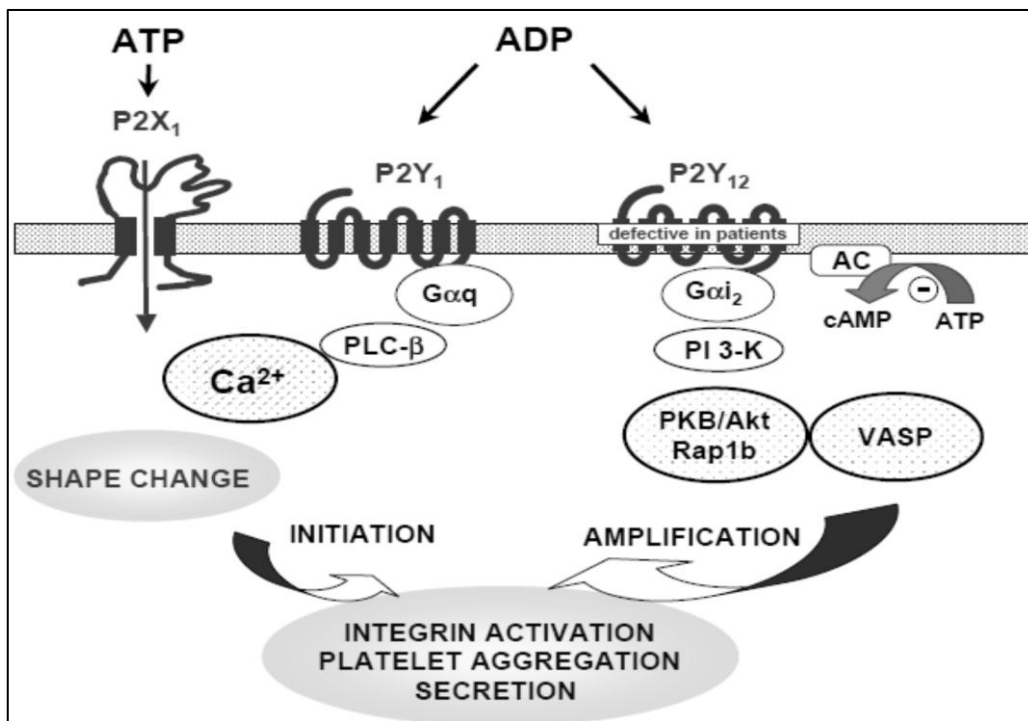 ATP
ADP
P2X₁
P2Y₁
P2Y₁₂
defective in patients
Gαq
Gαi₂
AC
cAMP
ATP
PLC-β
PI 3-K
Ca²⁺
PKB/Akt
Rap1b
VASP
SHAPE CHANGE
INITIATION
AMPLIFICATION
INTEGRIN ACTIVATION
PLATELET AGGREGATION
SECRETION